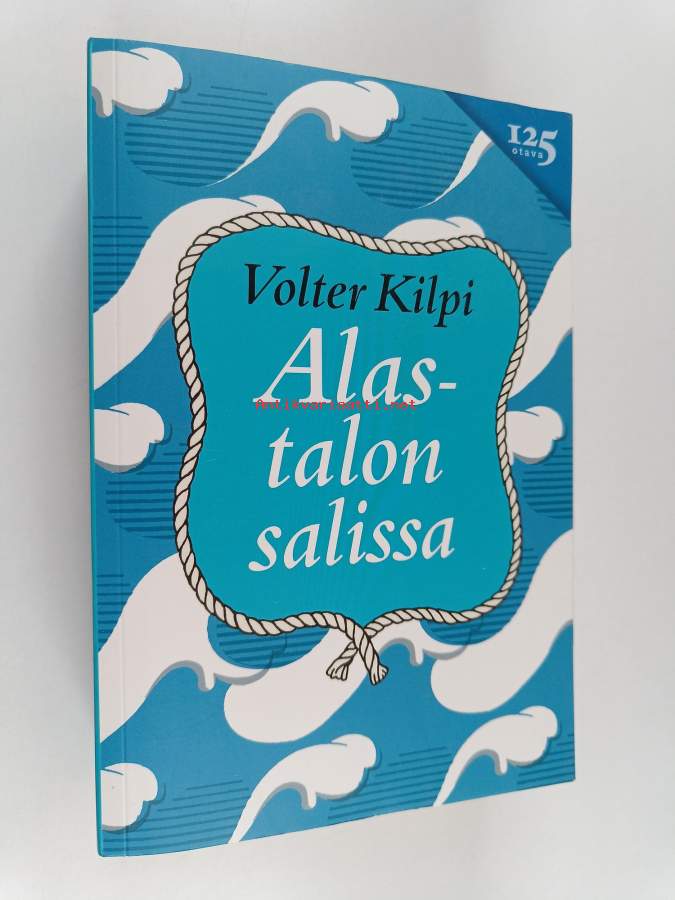 125
otava
Volter Kilpi
Alas-
Antikvariaatti.net
talon
salissa